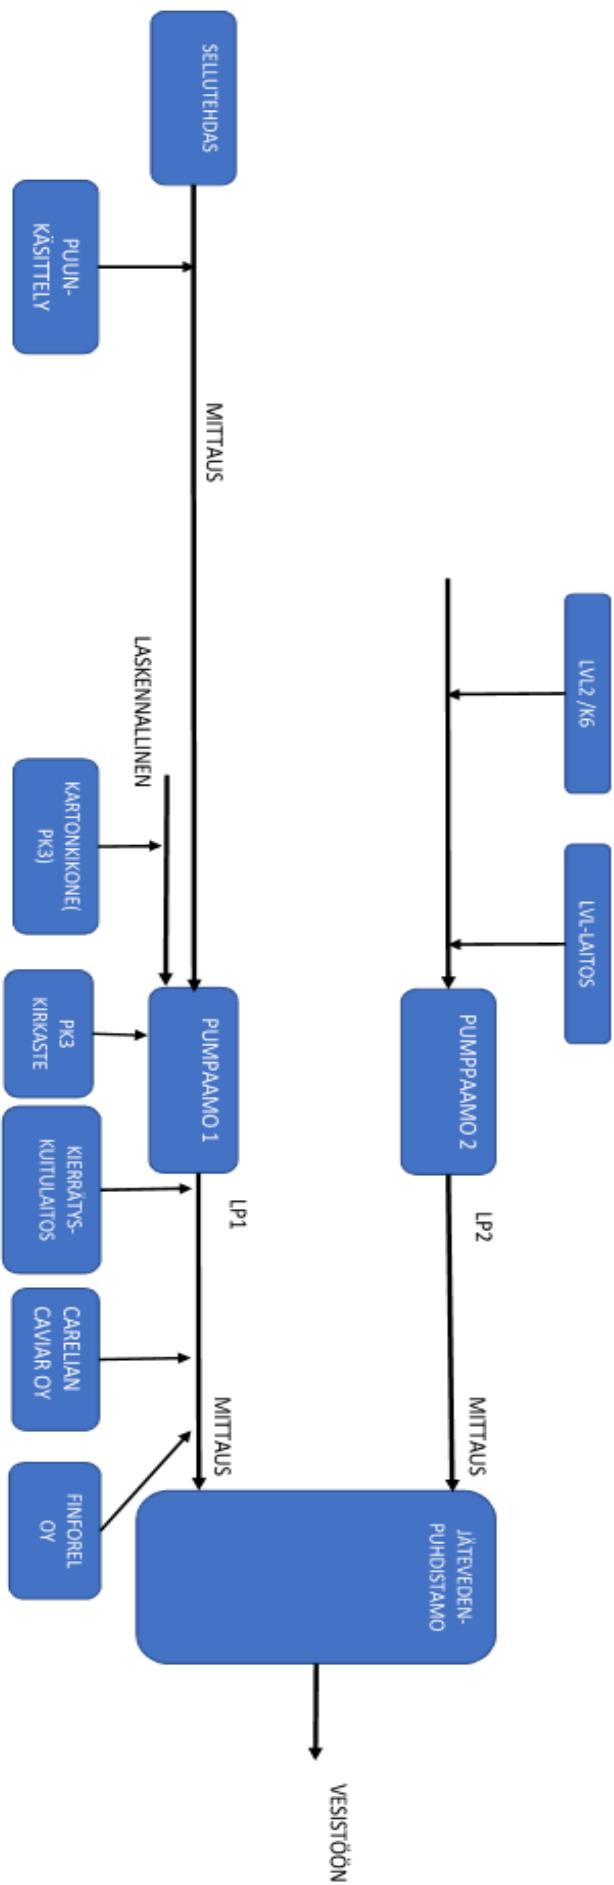 LVL2 /K6
LVL-LAITOS
PUMPPAAMO 2
LP2
MITTAUS
JÄTEVEDEN-
PUHDISTAMO
VESISTÖÖN
SELLUTEHDAS
MITTAUS
PUMPAAMO 1
LP1
MITTAUS
LASKENNALLINEN
PUUN-
KÄSITTELY
KARTONKIKONE(
PK3)
PK3
KIRKASTE
KIERRÄTYS-
KUITULAITOS
CARELIAN
CAVIAR OY
FINFOREL
OY